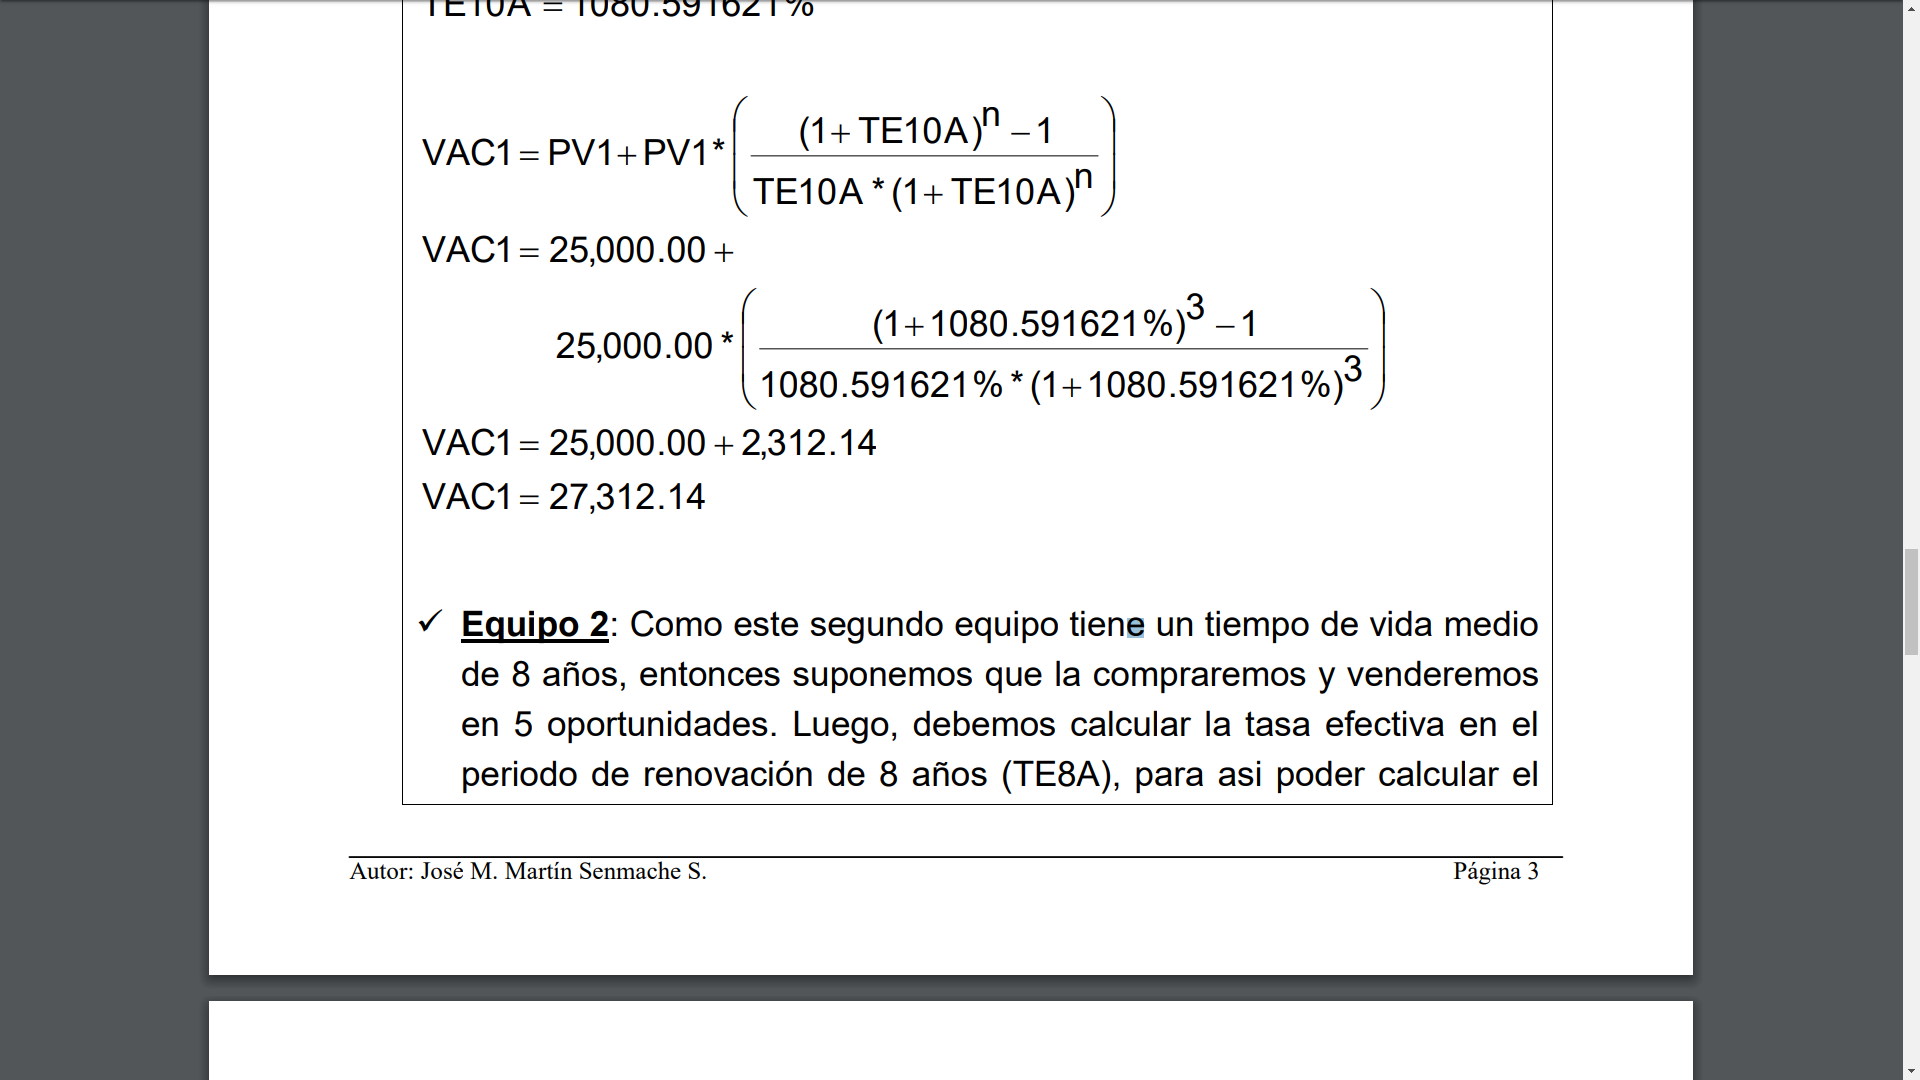 TE10A = 1080.591621%
VAC1 = PV1 + PV1 * ( (1 + TE10A)^n − 1 / TE10A * (1 + TE10A)^n )
VAC1 = 25,000.00 +
25,000.00 * ( (1 + 1080.591621%)^3 − 1 / 1080.591621% * (1 + 1080.591621%)^3 )
VAC1 = 25,000.00 + 2,312.14
VAC1 = 27,312.14
✓ Equipo 2: Como este segundo equipo tiene un tiempo de vida medio
de 8 años, entonces suponemos que la compraremos y venderemos
en 5 oportunidades. Luego, debemos calcular la tasa efectiva en el
periodo de renovación de 8 años (TE8A), para asi poder calcular el
Autor: José M. Martín Senmache S. Página 3